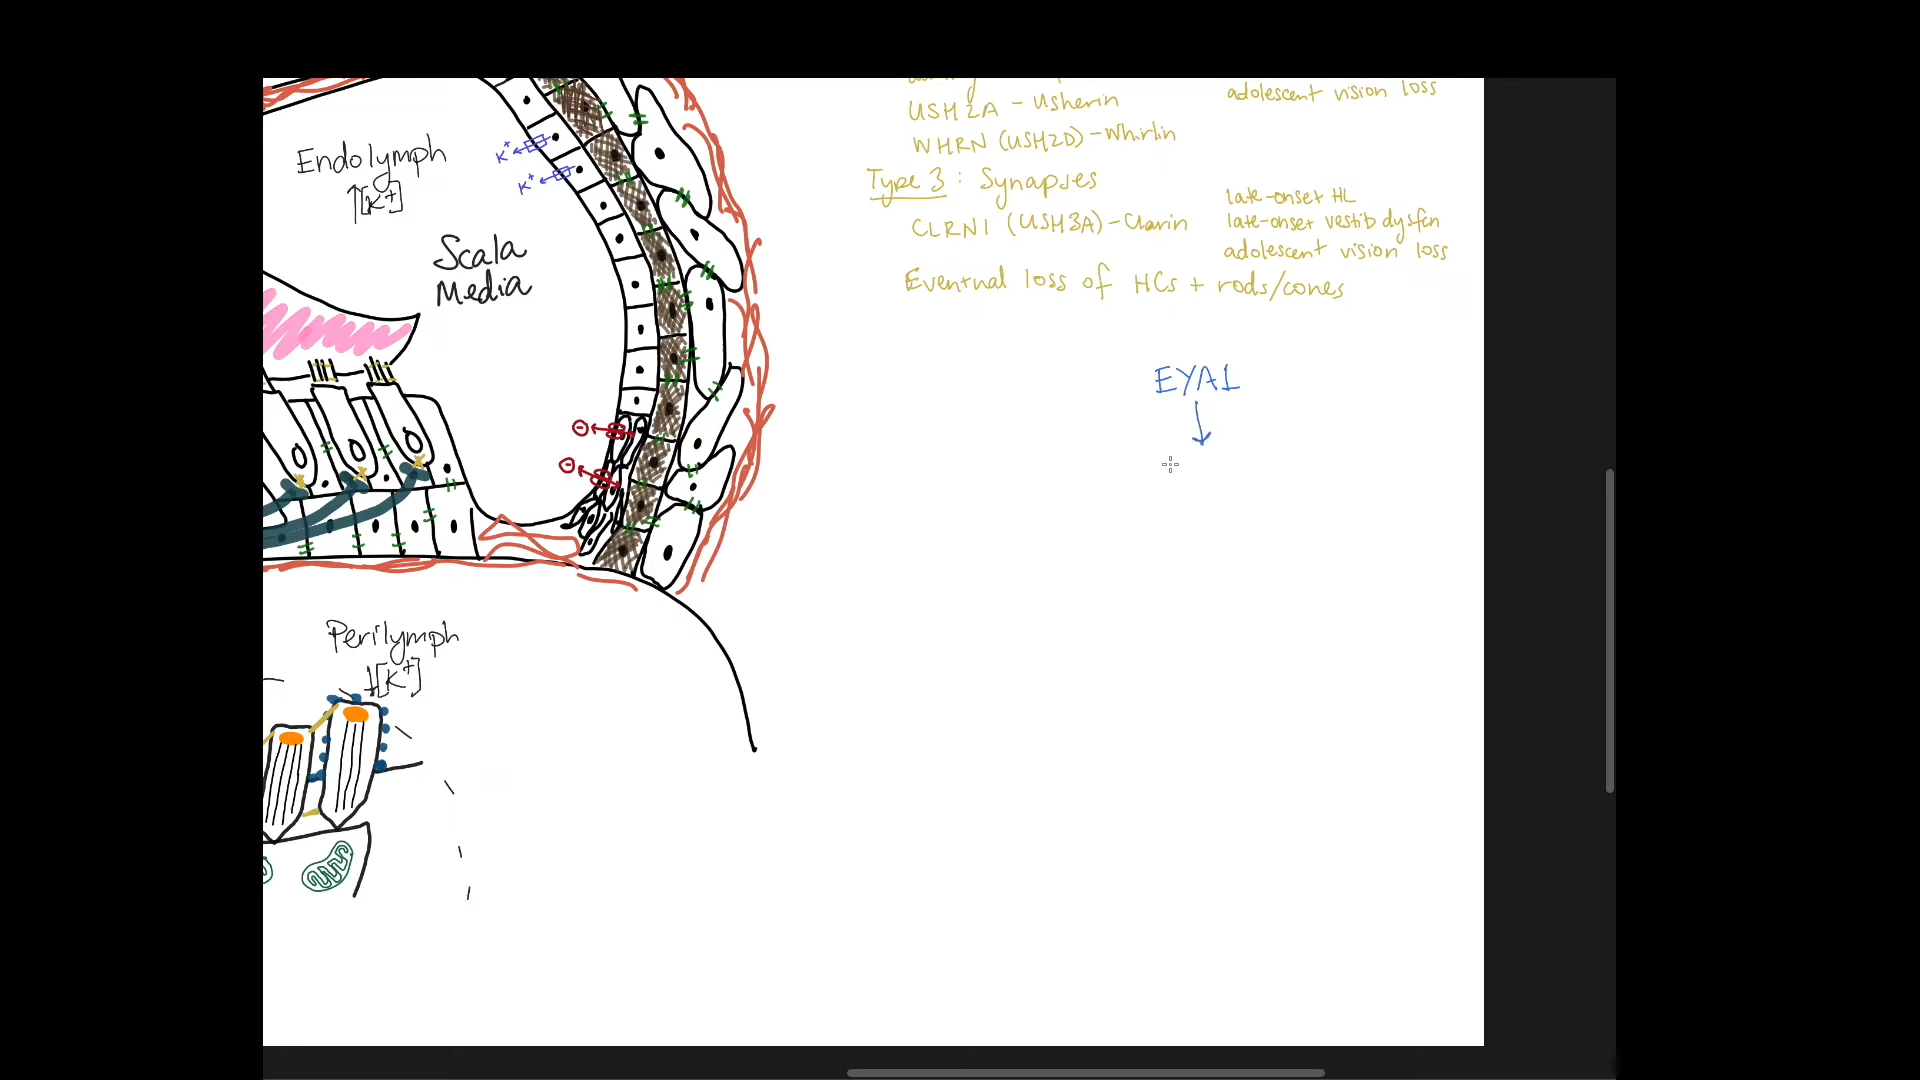 adolescent vision loss
USH2A - Usherin
WHRN (USH2D) - Whirlin
Type 3 : Synapses
late-onset HL
CLRN1 (USH3A) - Clarin
late-onset vestib dysfcn
adolescent vision loss
Eventual loss of HCs + rods/cones
EYA1
Endolymph
↑[K+]
K+
K+
Scala
Media
Perilymph
↓[K+]